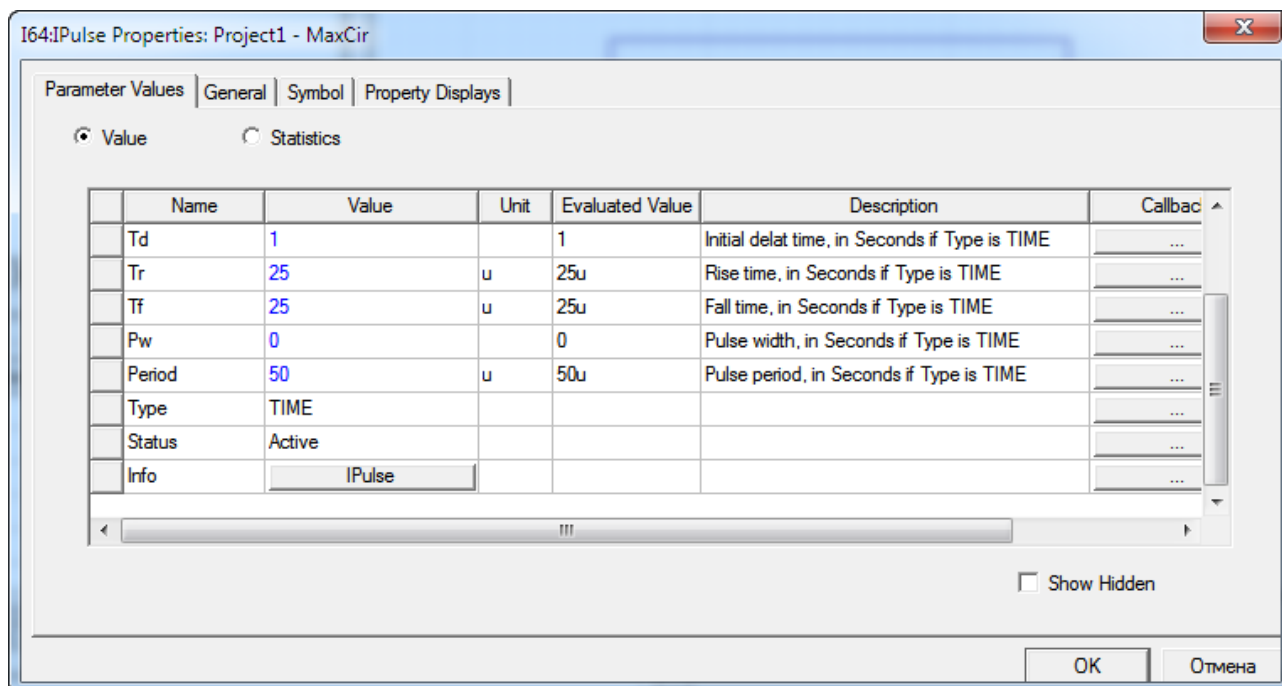 I64:IPulse Properties: Project1 - MaxCir
Parameter Values General Symbol Property Displays
Value Statistics
Name Value Unit Evaluated Value Description Callbac
Td 1 1 Initial delat time, in Seconds if Type is TIME ...
Tr 25 u 25u Rise time, in Seconds if Type is TIME ...
Tf 25 u 25u Fall time, in Seconds if Type is TIME ...
Pw 0 0 Pulse width, in Seconds if Type is TIME ...
Period 50 u 50u Pulse period, in Seconds if Type is TIME ...
Type TIME ...
Status Active ...
Info IPulse ...
Show Hidden
OK Отмена